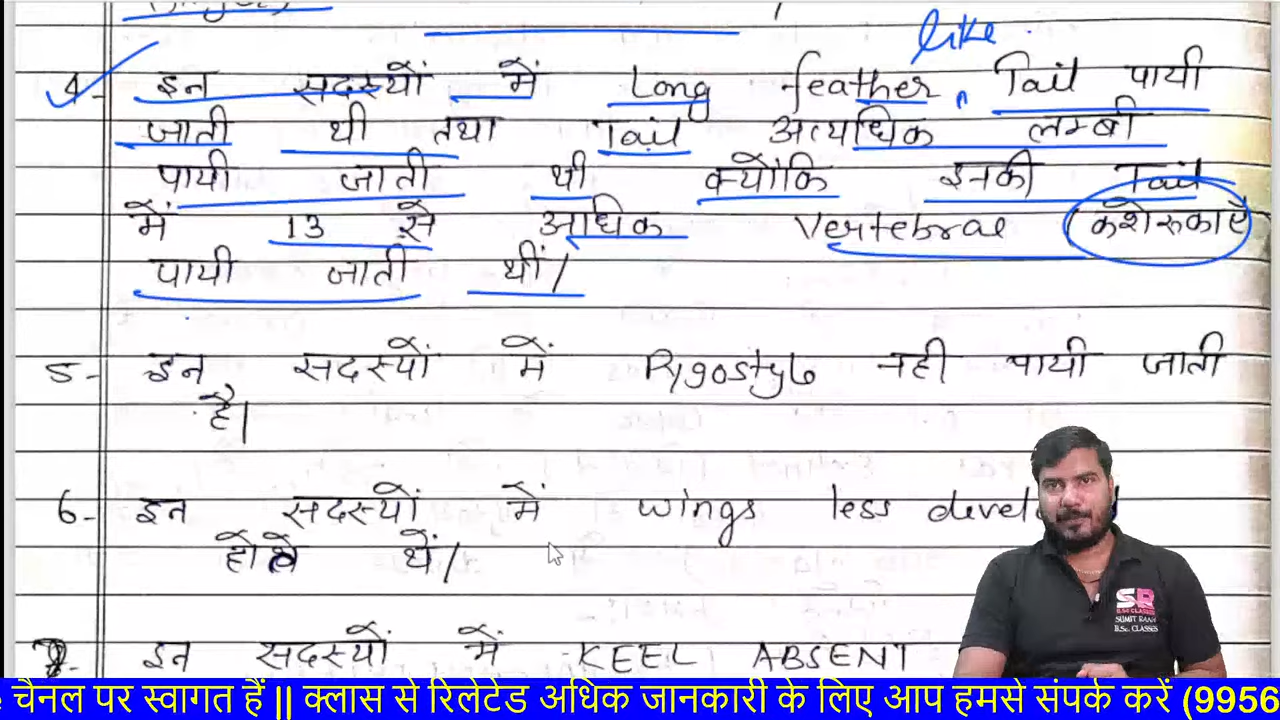 like
4- इन सदस्यों में Long feather Tail पायी
जाती थी तथा Tail अत्यधिक लम्बी
पायी जाती थी क्योंकि इनकी Tail
में 13 से अधिक Vertebrae (कशेरुकाएे
पायी जाती थीं।
5- इन सदस्यों में Pygostyle नही पायी जाती
है।
6- इन सदस्यों में wings less
होते थें।
7- इन सदस्यों में KEEL ABSENT
SR
B.Sc CLASSES
SUMIT RANA
B.Sc CLASSES
चैनल पर स्वागत हैं || क्लास से रिलेटेड अधिक जानकारी के लिए आप हमसे संपर्क करें (9956